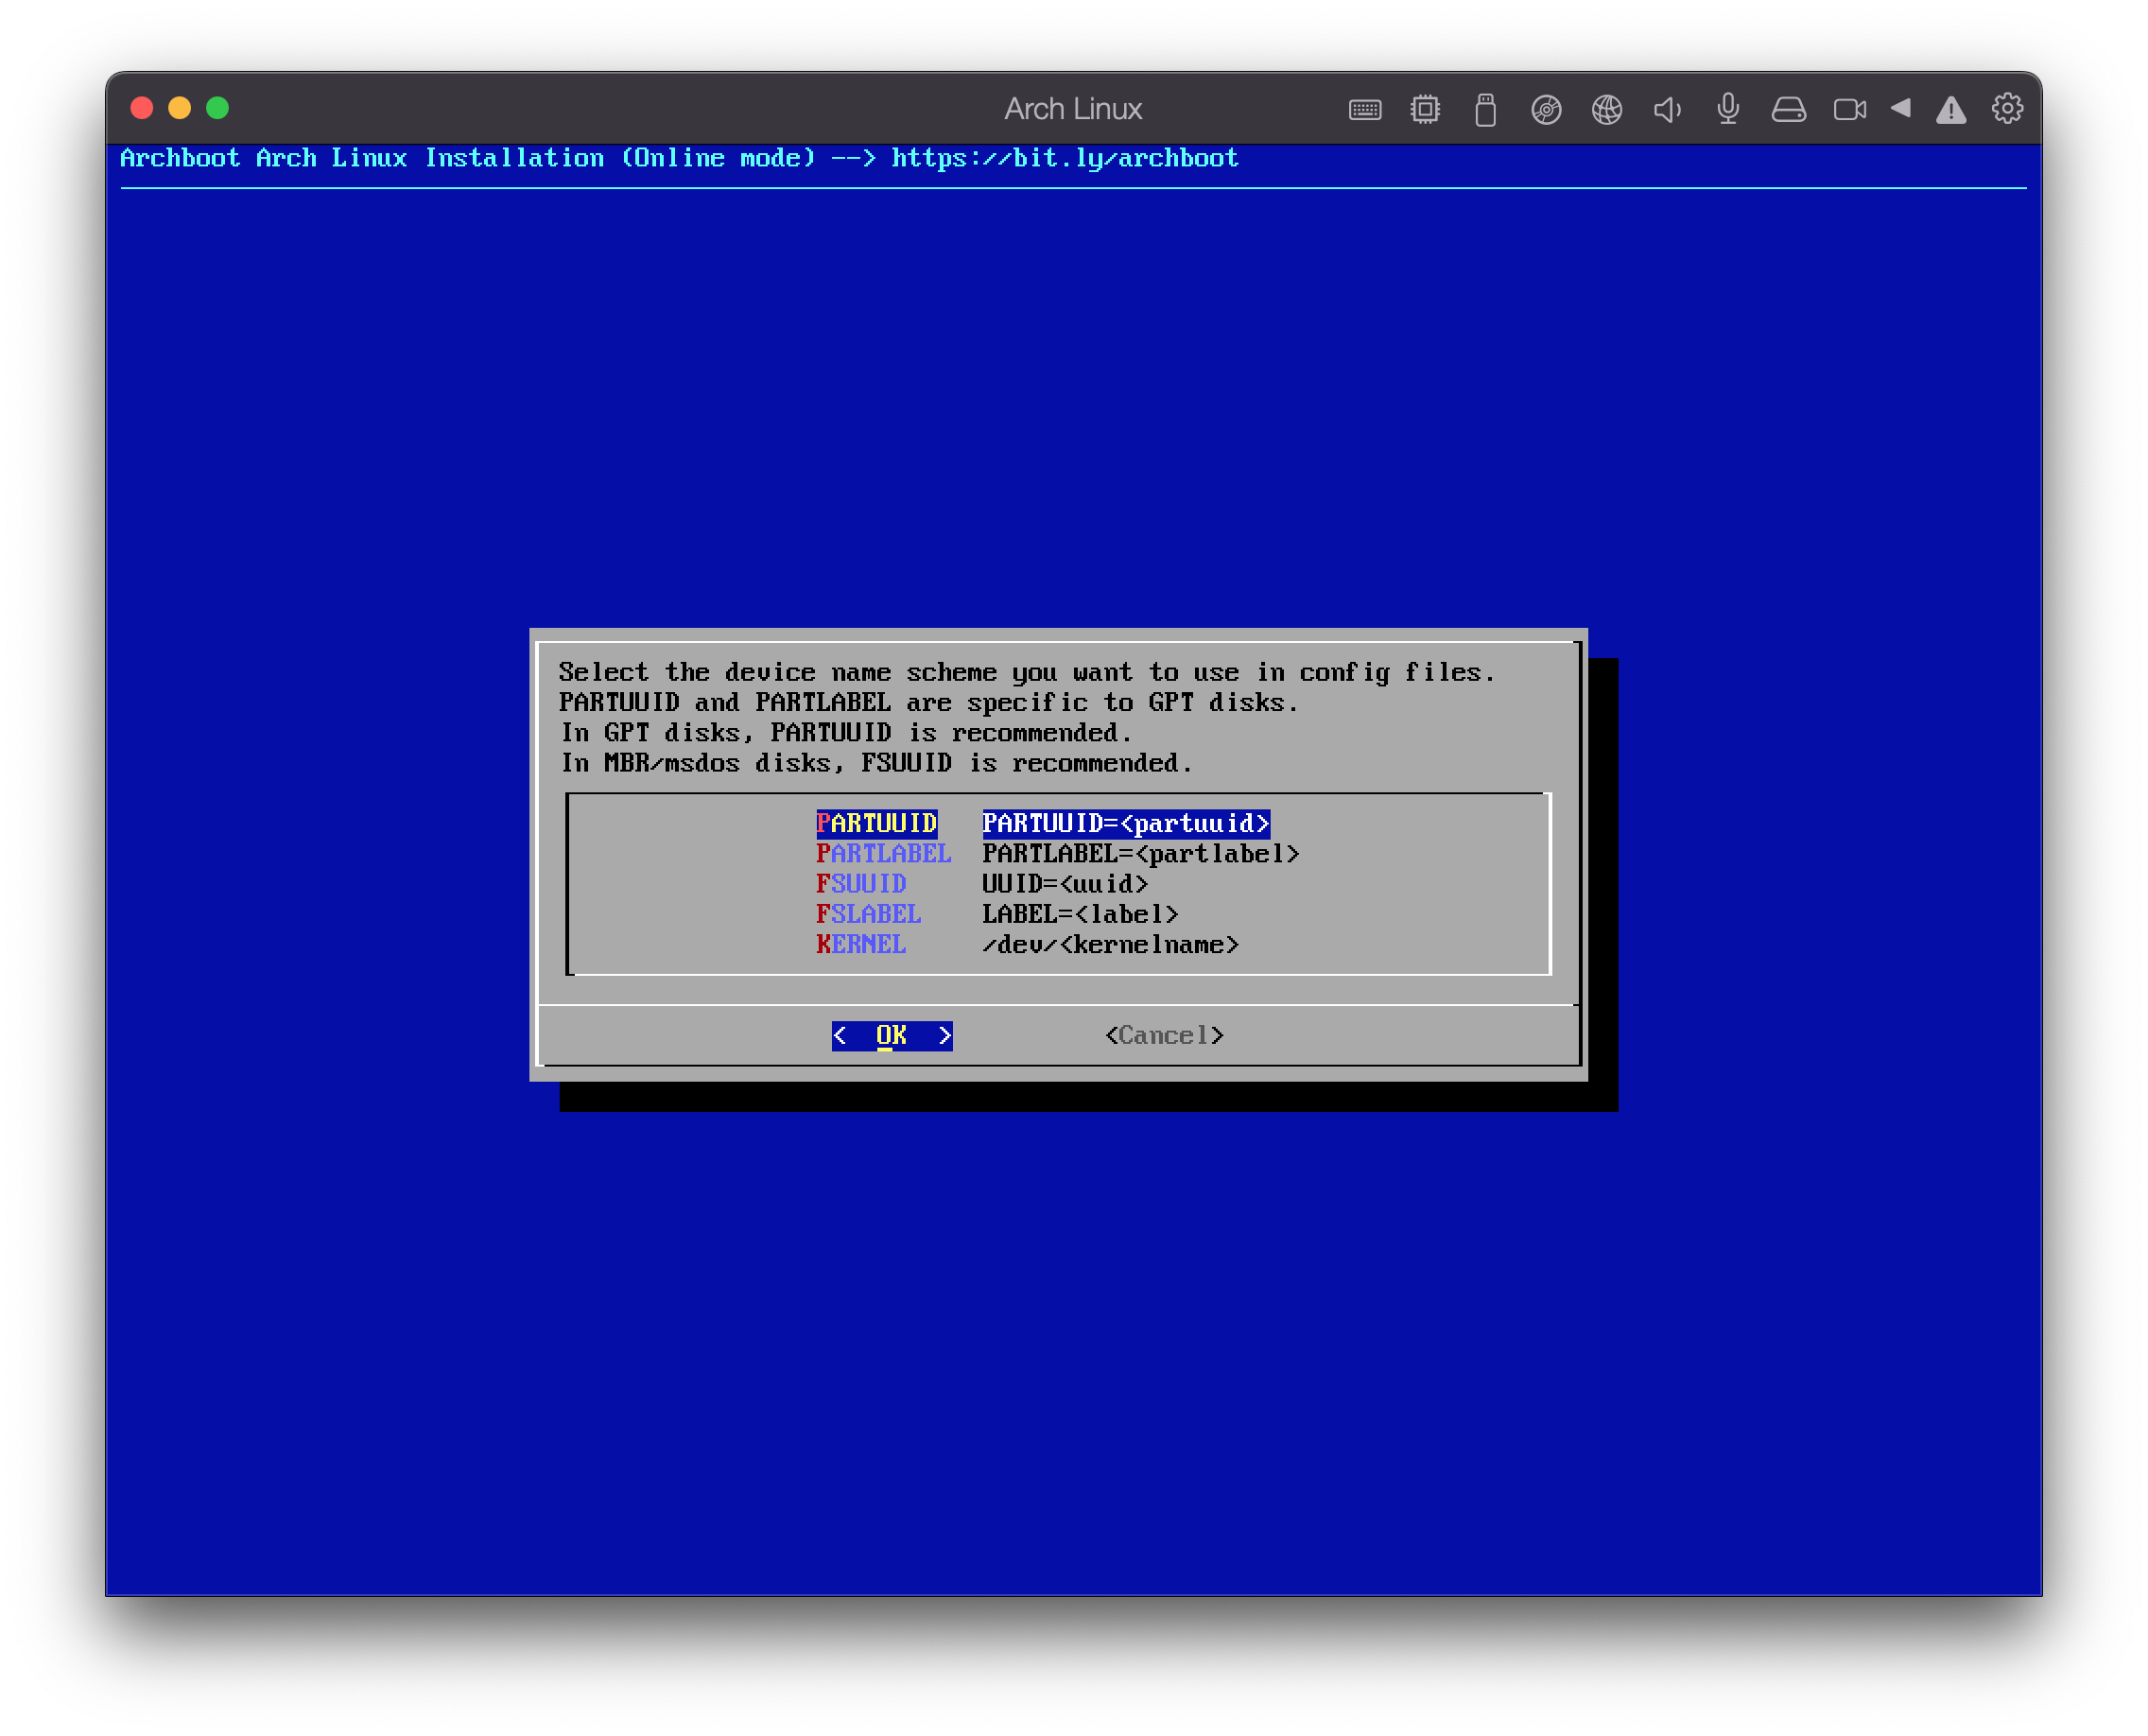 Arch Linux
Archboot Arch Linux Installation (Online mode) --> https://bit.ly/archboot
Select the device name scheme you want to use in config files.
PARTUUID and PARTLABEL are specific to GPT disks.
In GPT disks, PARTUUID is recommended.
In MBR/msdos disks, FSUUID is recommended.
PARTUUID PARTUUID=<partuuid>
PARTLABEL PARTLABEL=<partlabel>
FSUUID UUID=<uuid>
FSLABEL LABEL=<label>
KERNEL /dev/<kernelname>
< OK > <Cancel>